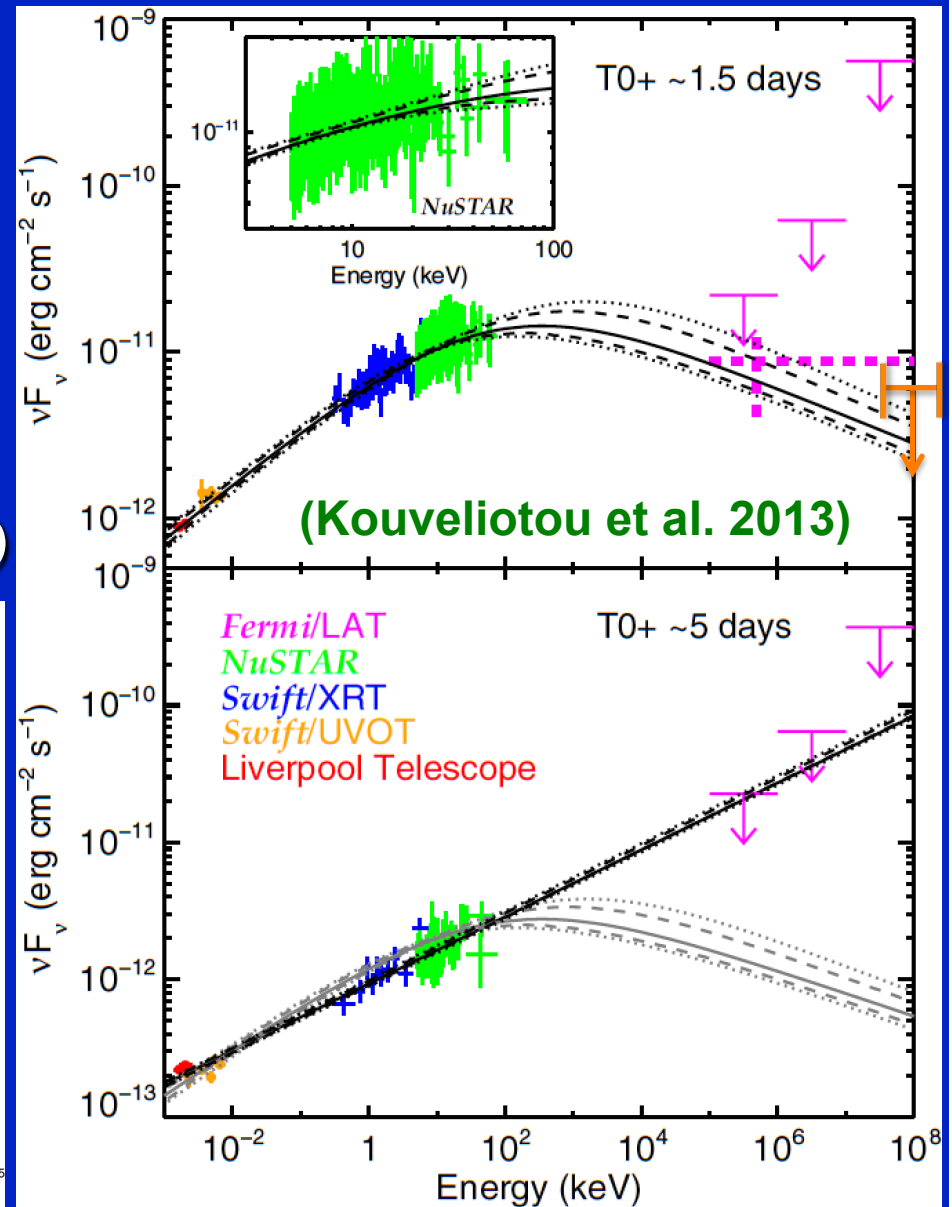 10⁻⁹
T0+ ~1.5 days
10⁻¹¹
NuSTAR
10 100
Energy (keV)
10⁻¹⁰
νFν (erg cm⁻² s⁻¹)
10⁻¹¹
10⁻¹²
(Kouveliotou et al. 2013)
)
10⁻⁹
Fermi/LAT
T0+ ~5 days
NuSTAR
Swift/XRT
Swift/UVOT
Liverpool Telescope
10⁻¹⁰
νFν (erg cm⁻² s⁻¹)
10⁻¹¹
10⁻¹²
10⁻¹³
10⁻² 1 10² 10⁴ 10⁶ 10⁸
Energy (keV)
5